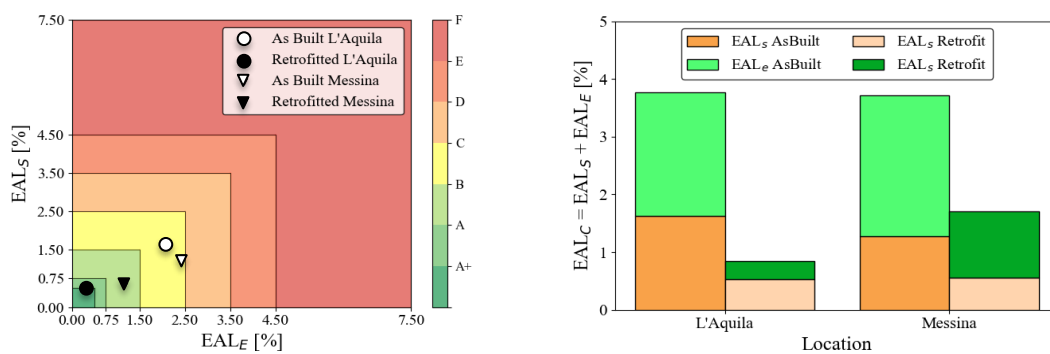 7.50
4.50
3.50
2.50
1.50
0.75
0.00
EAL_S [%]
0.00 0.75 1.50 2.50 3.50 4.50 7.50
EAL_E [%]
As Built L'Aquila
Retrofitted L'Aquila
As Built Messina
Retrofitted Messina
F
E
D
C
B
A
A+
5
4
3
2
1
0
EAL_C = EAL_S + EAL_E [%]
EAL_s AsBuilt EAL_s Retrofit
EAL_e AsBuilt EAL_s Retrofit
L'Aquila Messina
Location